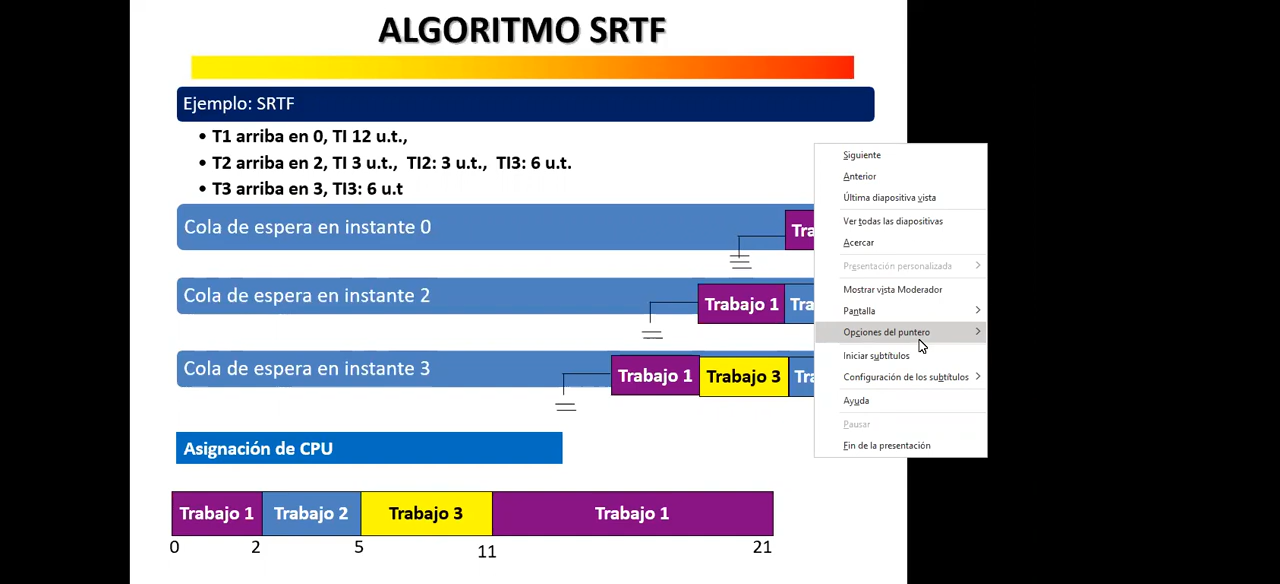 ALGORITMO SRTF
Ejemplo: SRTF
• T1 arriba en 0, TI 12 u.t.,
• T2 arriba en 2, TI 3 u.t., TI2: 3 u.t., TI3: 6 u.t.
• T3 arriba en 3, TI3: 6 u.t
Cola de espera en instante 0
Tra
Cola de espera en instante 2
Trabajo 1 Tra
Cola de espera en instante 3
Trabajo 1 Trabajo 3 Tra
Asignación de CPU
Trabajo 1 Trabajo 2 Trabajo 3 Trabajo 1
0 2 5 11 21
Siguiente
Anterior
Última diapositiva vista
Ver todas las diapositivas
Acercar
Presentación personalizada
Mostrar vista Moderador
Pantalla
Opciones del puntero
Iniciar subtítulos
Configuración de los subtítulos
Ayuda
Pausar
Fin de la presentación